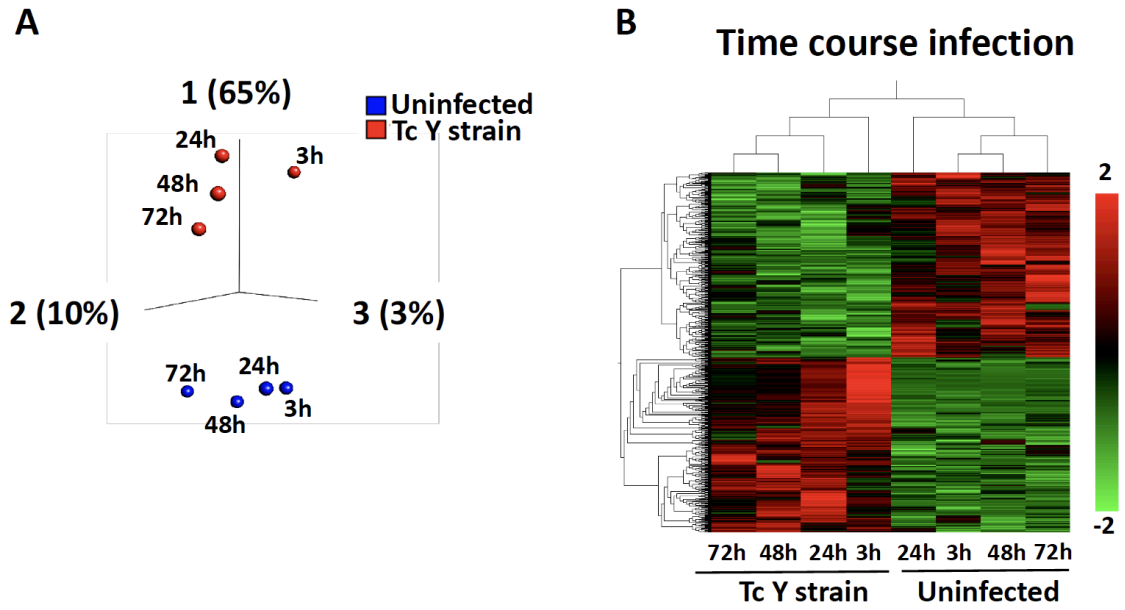 A
1 (65%)
Uninfected
Tc Y strain
24h
3h
48h
72h
2 (10%)
3 (3%)
72h
24h
3h
48h
B
Time course infection
2
-2
72h 48h 24h 3h 24h 3h 48h 72h
Tc Y strain Uninfected